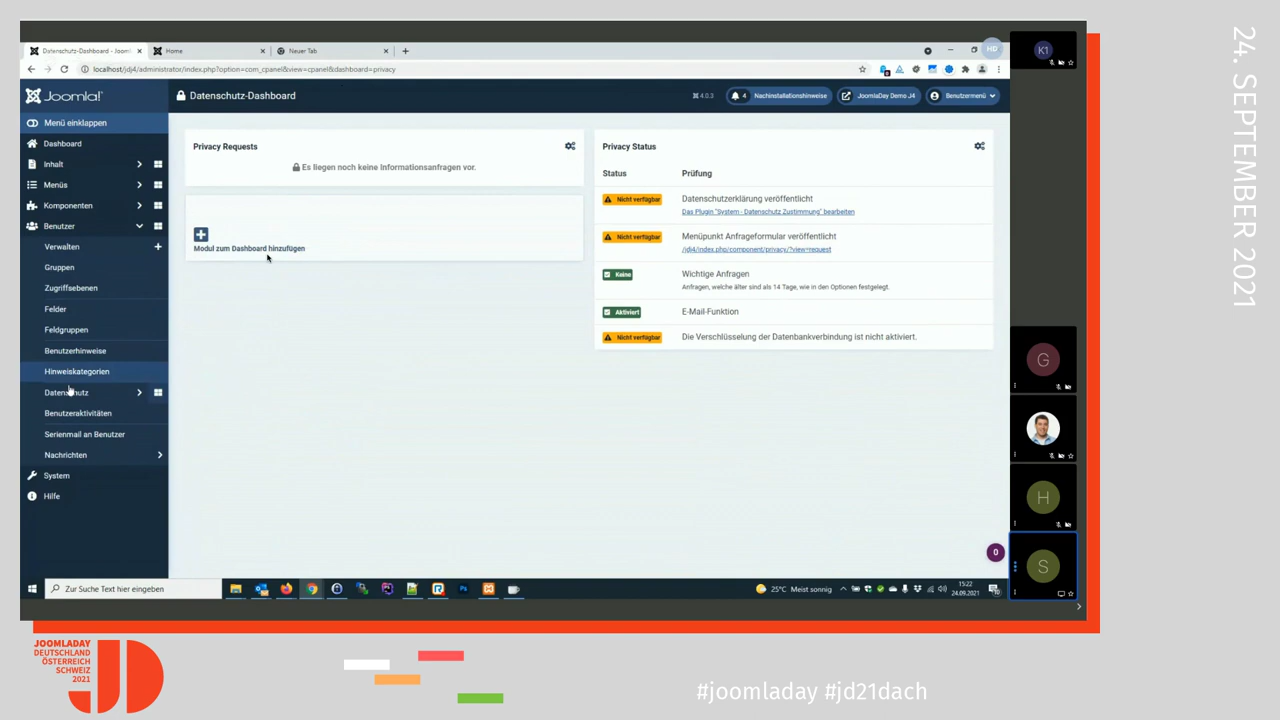 Datenschutz-Dashboard - Jooml
Home
Neuer Tab
localhost/jdj4/administrator/index.php?option=com_cpanel&view=cpanel&dashboard=privacy
HD
K1
Joomla!
Datenschutz-Dashboard
4.0.3
4 Nachinstallationshinweise
JoomlaDay Demo J4
Benutzermenü
Menü einklappen
Dashboard
Inhalt
Menüs
Komponenten
Benutzer
Verwalten
Gruppen
Zugriffsebenen
Felder
Feldgruppen
Benutzerhinweise
Hinweiskategorien
Datenschutz
Benutzeraktivitäten
Serienmail an Benutzer
Nachrichten
System
Hilfe
Privacy Requests
Es liegen noch keine Informationsanfragen vor.
Modul zum Dashboard hinzufügen
Privacy Status
Status Prüfung
Nicht verfügbar Datenschutzerklärung veröffentlicht
Das Plugin "System - Datenschutz Zustimmung" bearbeiten
Nicht verfügbar Menüpunkt Anfrageformular veröffentlicht
/jdj4/index.php/component/privacy/?view=request
Keine Wichtige Anfragen
Anfragen, welche älter sind als 14 Tage, wie in den Optionen festgelegt.
Aktiviert E-Mail-Funktion
Nicht verfügbar Die Verschlüsselung der Datenbankverbindung ist nicht aktiviert.
G
H
0
S
Zur Suche Text hier eingeben
25°C Meist sonnig
15:22
24.09.2021
24. SEPTEMBER 2021
JOOMLADAY
DEUTSCHLAND
ÖSTERREICH
SCHWEIZ
2021
JD
#joomladay #jd21dach